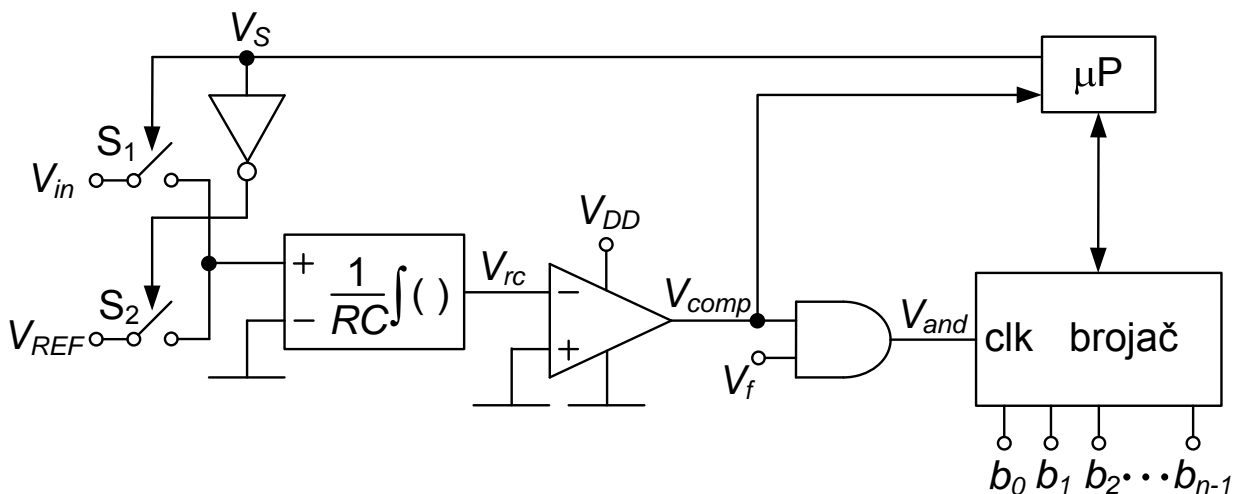 V_S
μP
S_1
V_in
V_DD
+
1/RC ∫( )
V_rc
−
V_comp
S_2
−
+
V_and
clk brojač
V_REF
V_f
b_0 b_1 b_2 ··· b_{n-1}